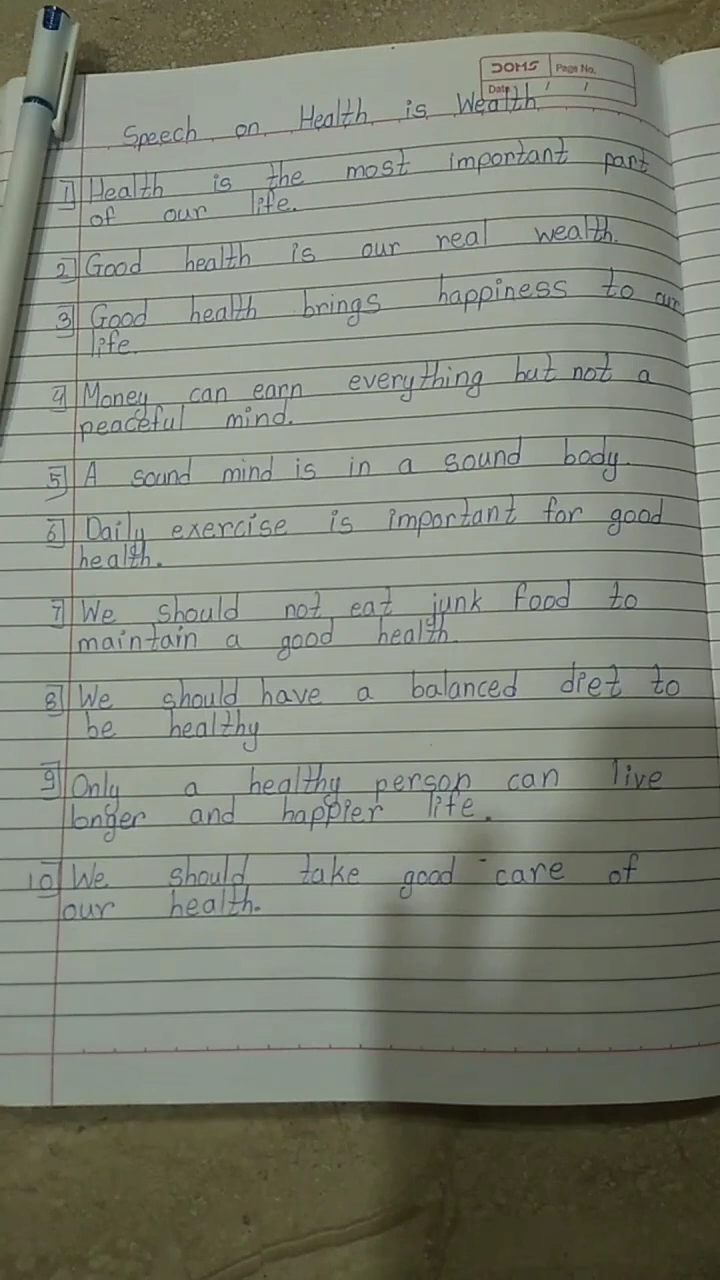 DOMS Page No.
Date / /
Speech on Health is Wealth
1] Health is the most important part
of our life.
2] Good health is our real wealth.
3] Good health brings happiness to our
life.
4] Money can earn everything but not a
peaceful mind.
5] A sound mind is in a sound body.
6] Daily exercise is important for good
health.
7] We should not eat junk food to
maintain a good health.
8] We should have a balanced diet to
be healthy
9] Only a healthy person can live
longer and happier life.
10] We should take good care of
our health.